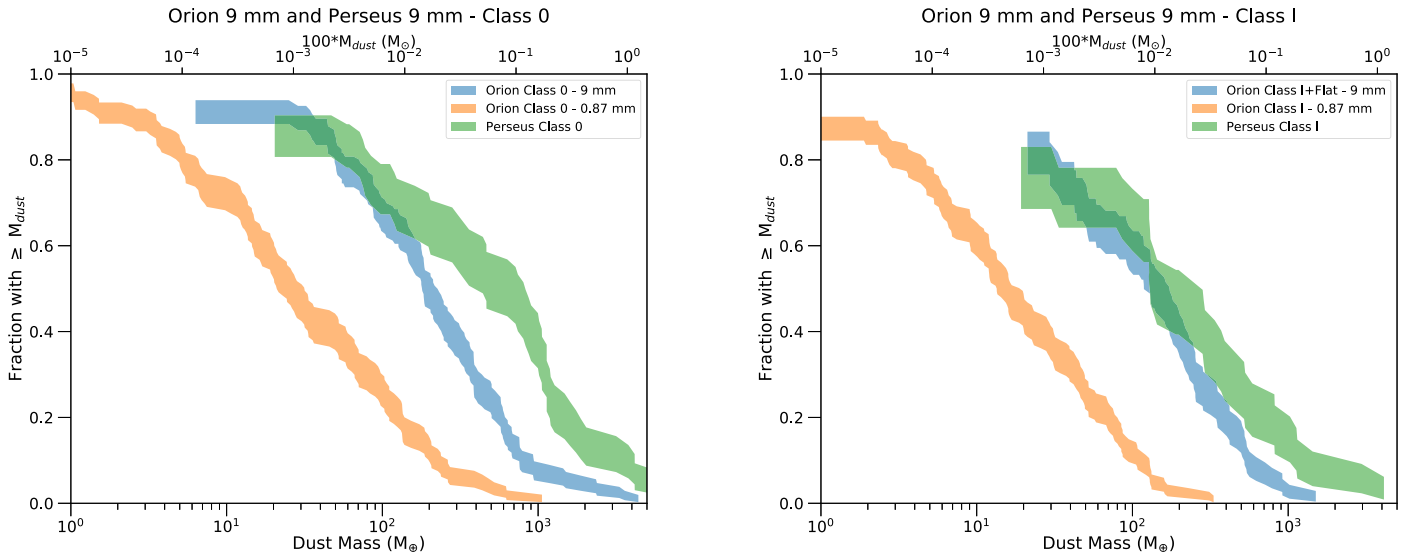 Orion 9 mm and Perseus 9 mm - Class 0
100*M_dust (M_⊙)
10^-5 10^-4 10^-3 10^-2 10^-1 10^0
Orion Class 0 - 9 mm
Orion Class 0 - 0.87 mm
Perseus Class 0
Fraction with ≥ M_dust
1.0
0.8
0.6
0.4
0.2
0.0
10^0 10^1 10^2 10^3
Dust Mass (M_⊕)
Orion 9 mm and Perseus 9 mm - Class I
100*M_dust (M_⊙)
10^-5 10^-4 10^-3 10^-2 10^-1 10^0
Orion Class I+Flat - 9 mm
Orion Class I - 0.87 mm
Perseus Class I
Fraction with ≥ M_dust
1.0
0.8
0.6
0.4
0.2
0.0
10^0 10^1 10^2 10^3
Dust Mass (M_⊕)